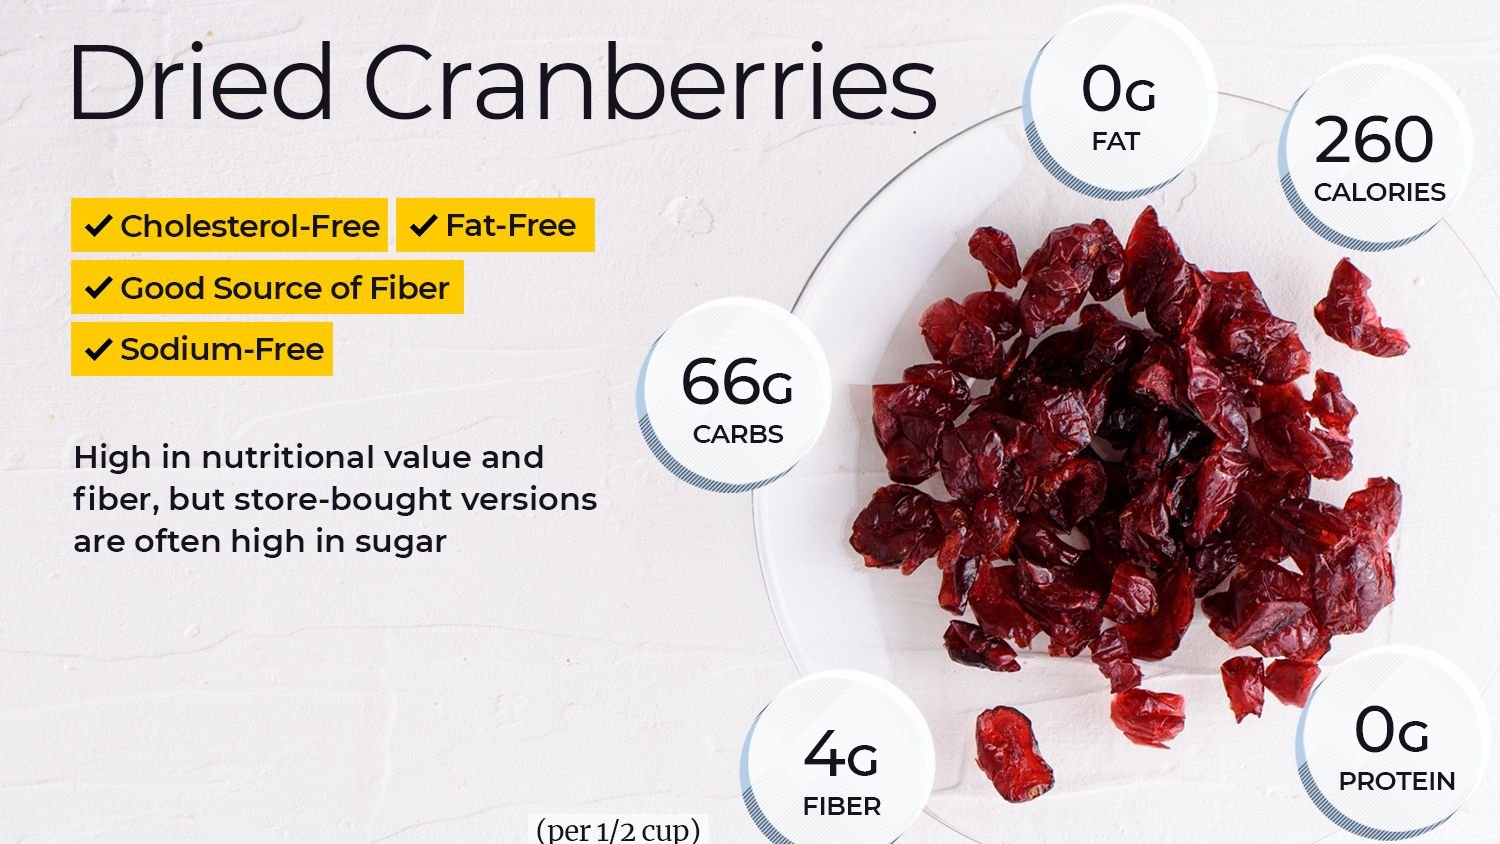 Dried Cranberries
✓ Cholesterol-Free ✓ Fat-Free
✓ Good Source of Fiber
✓ Sodium-Free
High in nutritional value and
fiber, but store-bought versions
are often high in sugar
0G
FAT
260
CALORIES
66G
CARBS
4G
FIBER
0G
PROTEIN
(per 1/2 cup)